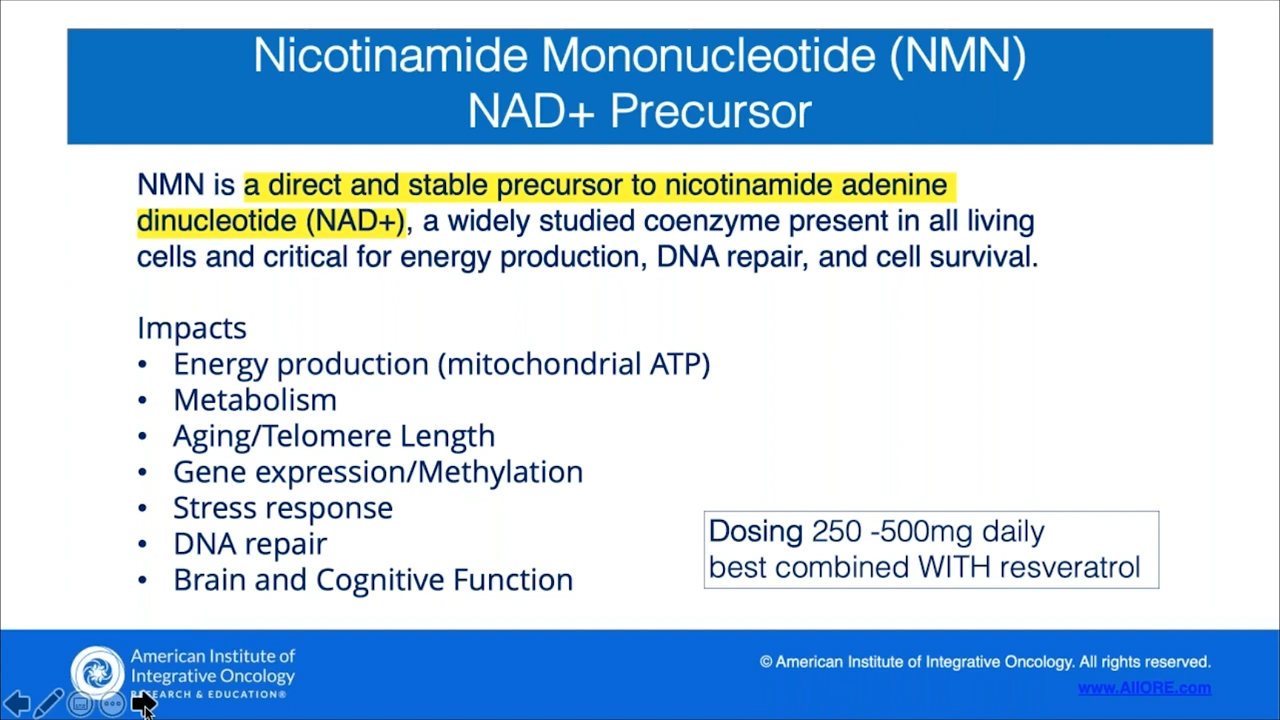 Nicotinamide Mononucleotide (NMN)
NAD+ Precursor
NMN is a direct and stable precursor to nicotinamide adenine
dinucleotide (NAD+), a widely studied coenzyme present in all living
cells and critical for energy production, DNA repair, and cell survival.
Impacts
• Energy production (mitochondrial ATP)
• Metabolism
• Aging/Telomere Length
• Gene expression/Methylation
• Stress response
• DNA repair
• Brain and Cognitive Function
Dosing 250 -500mg daily
best combined WITH resveratrol
American Institute of
Integrative Oncology
RESEARCH & EDUCATION®
© American Institute of Integrative Oncology. All rights reserved.
www.AIIORE.com